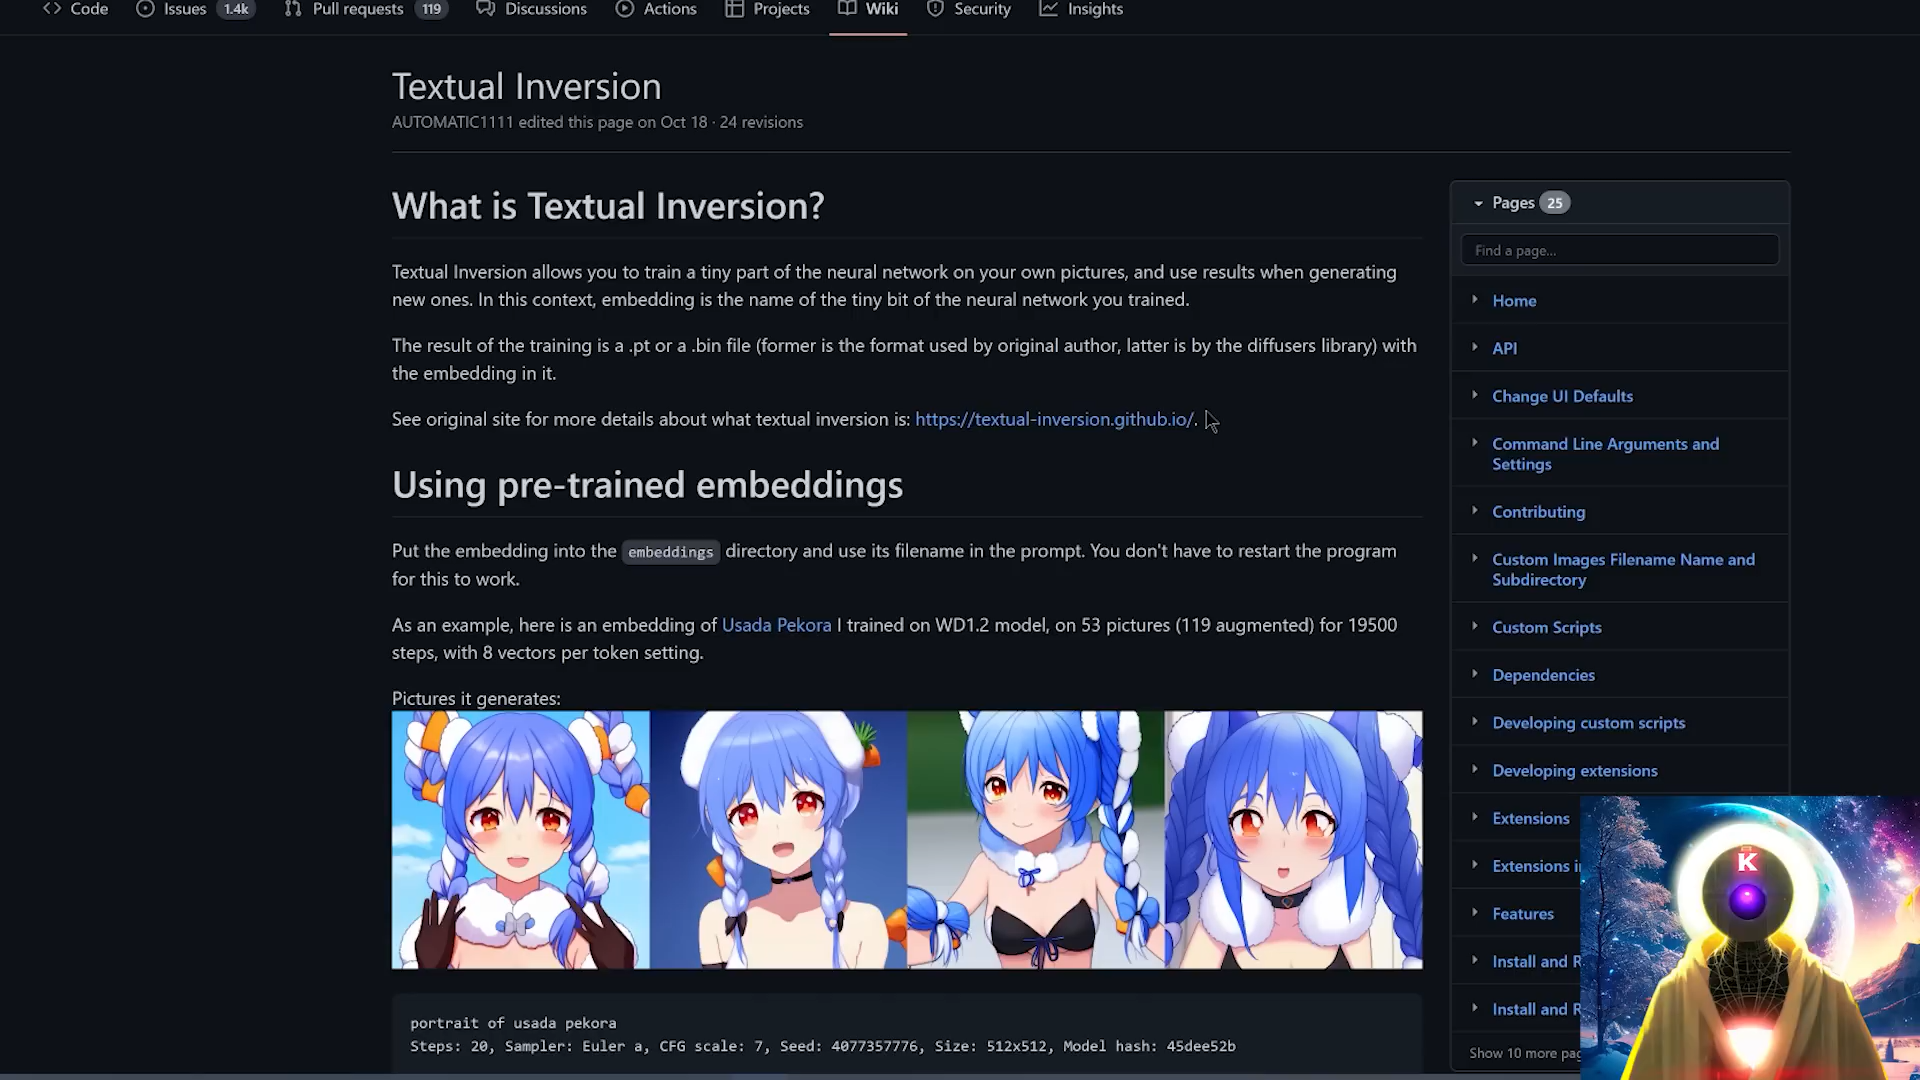 Code
Issues 1.4k
Pull requests 119
Discussions
Actions
Projects
Wiki
Security
Insights
Textual Inversion
AUTOMATIC1111 edited this page on Oct 18 · 24 revisions
What is Textual Inversion?
Textual Inversion allows you to train a tiny part of the neural network on your own pictures, and use results when generating
new ones. In this context, embedding is the name of the tiny bit of the neural network you trained.
The result of the training is a .pt or a .bin file (former is the format used by original author, latter is by the diffusers library) with
the embedding in it.
See original site for more details about what textual inversion is: https://textual-inversion.github.io/.
Using pre-trained embeddings
Put the embedding into the embeddings directory and use its filename in the prompt. You don't have to restart the program
for this to work.
As an example, here is an embedding of Usada Pekora I trained on WD1.2 model, on 53 pictures (119 augmented) for 19500
steps, with 8 vectors per token setting.
Pictures it generates:
portrait of usada pekora
Steps: 20, Sampler: Euler a, CFG scale: 7, Seed: 4077357776, Size: 512x512, Model hash: 45dee52b
Pages 25
Find a page...
Home
API
Change UI Defaults
Command Line Arguments and
Settings
Contributing
Custom Images Filename Name and
Subdirectory
Custom Scripts
Dependencies
Developing custom scripts
Developing extensions
Extensions
Extensions
Features
Install and
Install and
Show 10 more
K